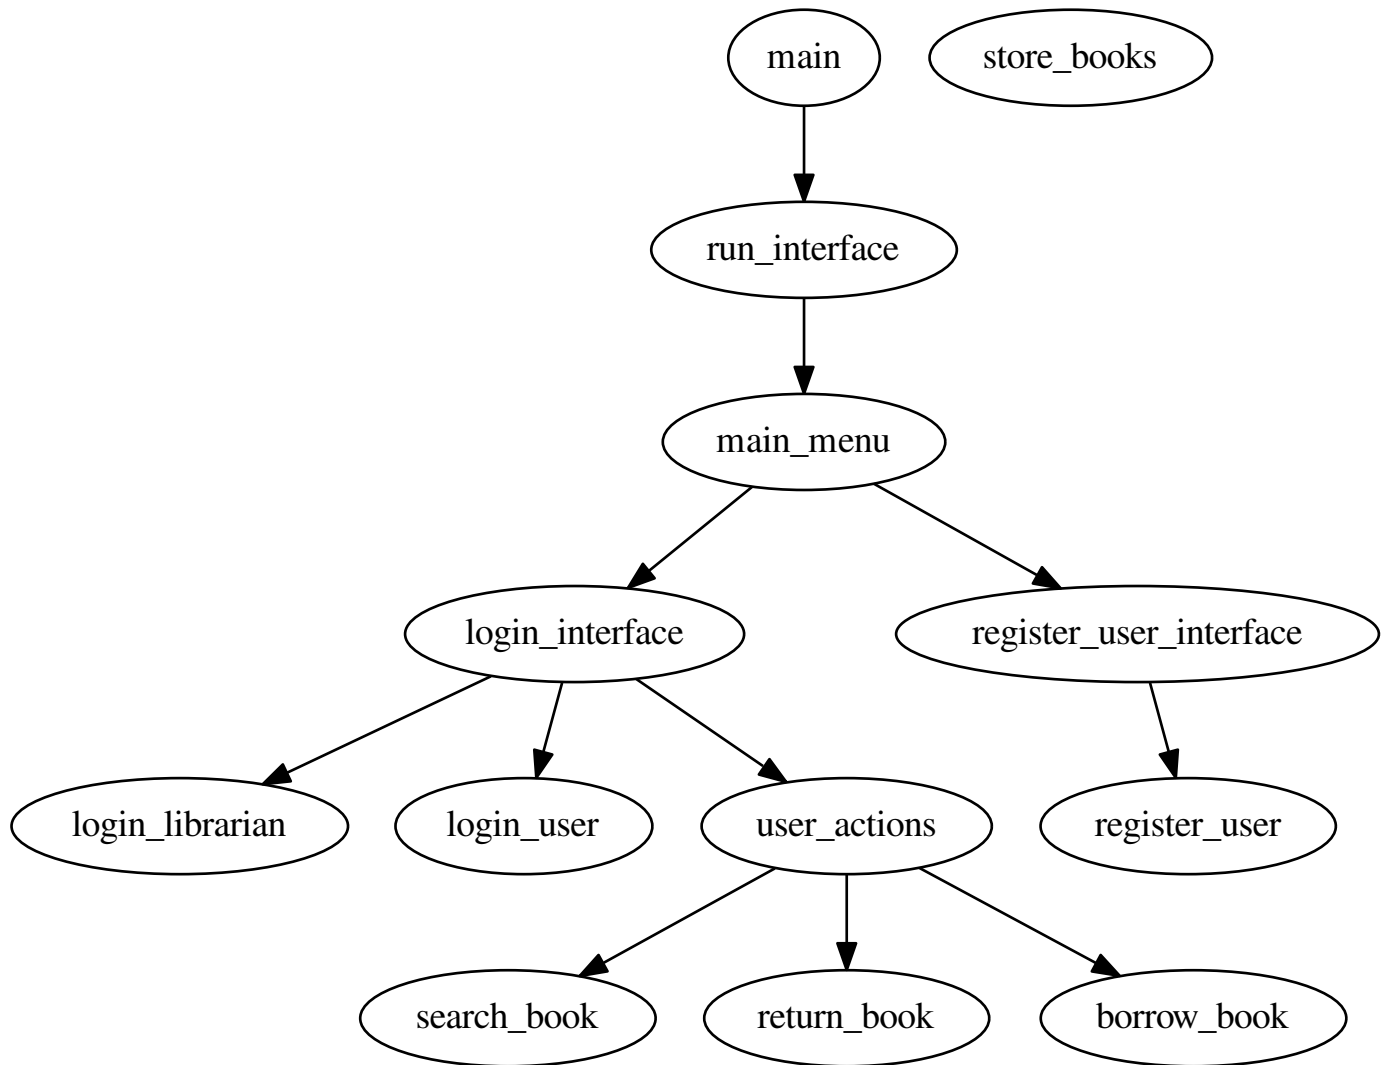 main
store_books
run_interface
main_menu
login_interface
register_user_interface
login_librarian
login_user
user_actions
register_user
search_book
return_book
borrow_book